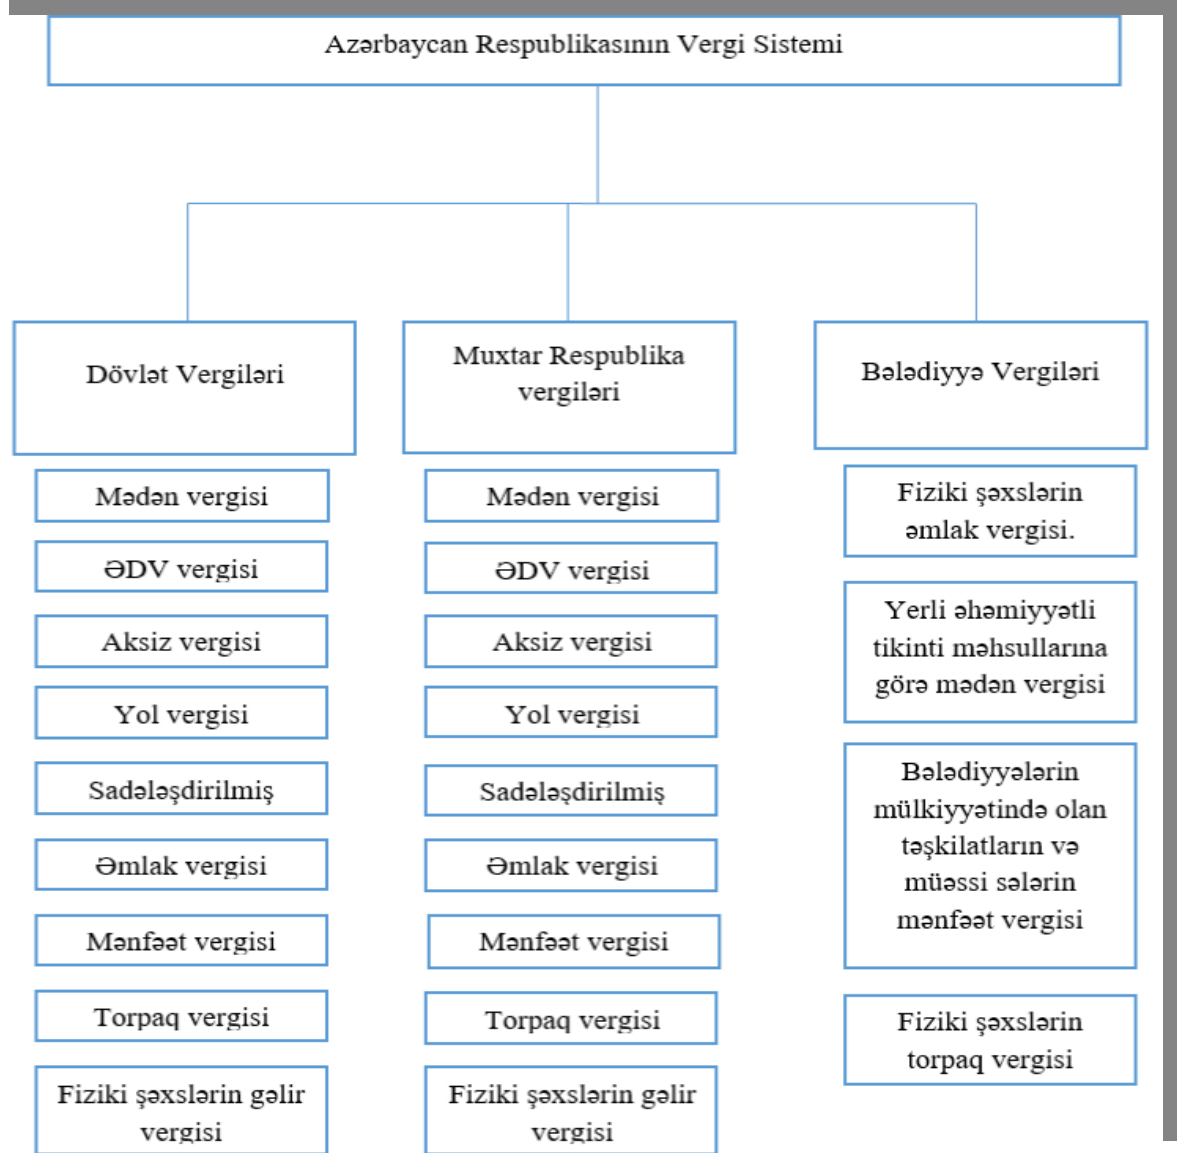 Azərbaycan Respublikasının Vergi Sistemi
Dövlət Vergiləri
Mədən vergisi
ƏDV vergisi
Aksiz vergisi
Yol vergisi
Sadələşdirilmiş
Əmlak vergisi
Mənfəət vergisi
Torpaq vergisi
Fiziki şəxslərin gəlir
vergisi
Muxtar Respublika
vergiləri
Mədən vergisi
ƏDV vergisi
Aksiz vergisi
Yol vergisi
Sadələşdirilmiş
Əmlak vergisi
Mənfəət vergisi
Torpaq vergisi
Fiziki şəxslərin gəlir
vergisi
Bələdiyyə Vergiləri
Fiziki şəxslərin
əmlak vergisi.
Yerli əhəmiyyətli
tikinti məhsullarına
görə mədən vergisi
Bələdiyyələrin
mülkiyyətində olan
təşkilatların və
müəssi sələrin
mənfəət vergisi
Fiziki şəxslərin
torpaq vergisi